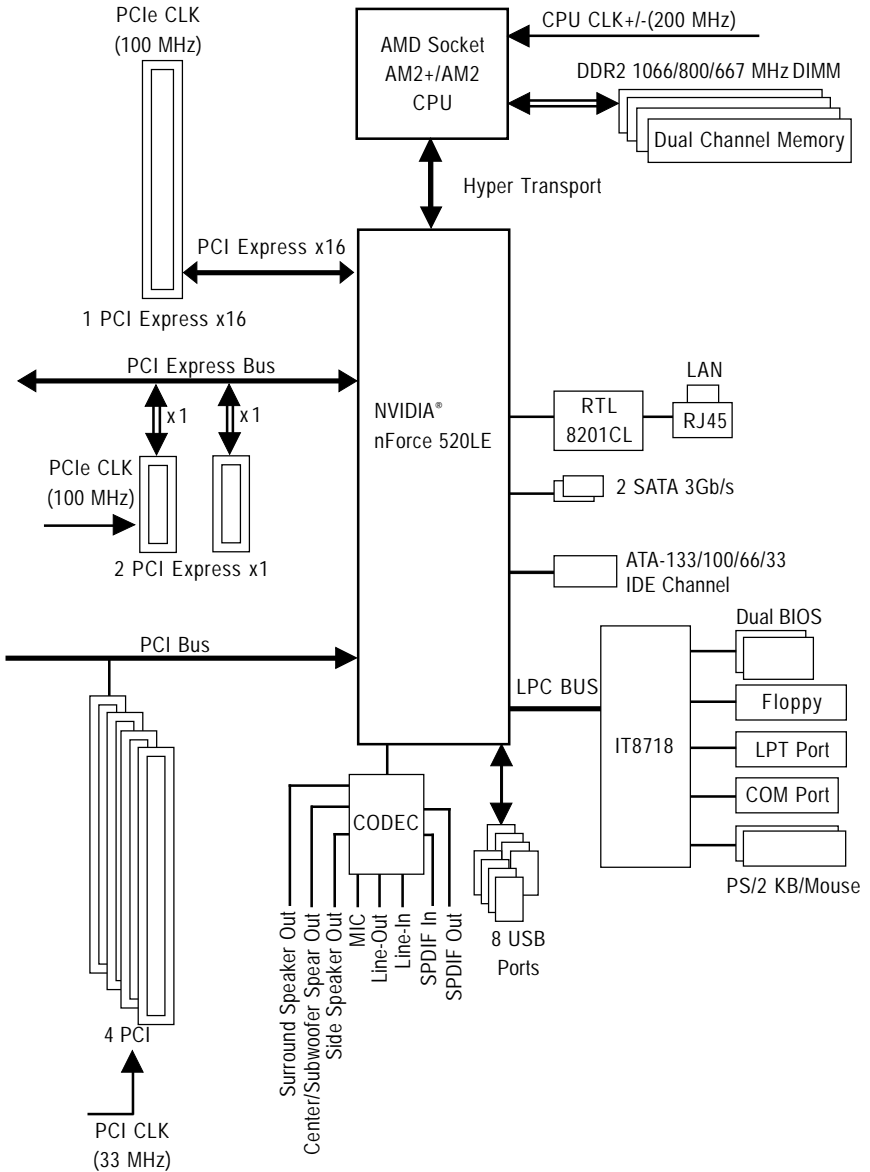 PCIe CLK
(100 MHz)
AMD Socket
AM2+/AM2
CPU
CPU CLK+/-(200 MHz)
DDR2 1066/800/667 MHz DIMM
Dual Channel Memory
Hyper Transport
PCI Express x16
1 PCI Express x16
PCI Express Bus
x1
x1
PCIe CLK
(100 MHz)
2 PCI Express x1
NVIDIA®
nForce 520LE
LAN
RTL
8201CL
RJ45
2 SATA 3Gb/s
ATA-133/100/66/33
IDE Channel
PCI Bus
LPC BUS
IT8718
Dual BIOS
Floppy
LPT Port
COM Port
PS/2 KB/Mouse
CODEC
Surround Speaker Out
Center/Subwoofer Spear Out
Side Speaker Out
MIC
Line-Out
Line-In
SPDIF In
SPDIF Out
8 USB
Ports
4 PCI
PCI CLK
(33 MHz)